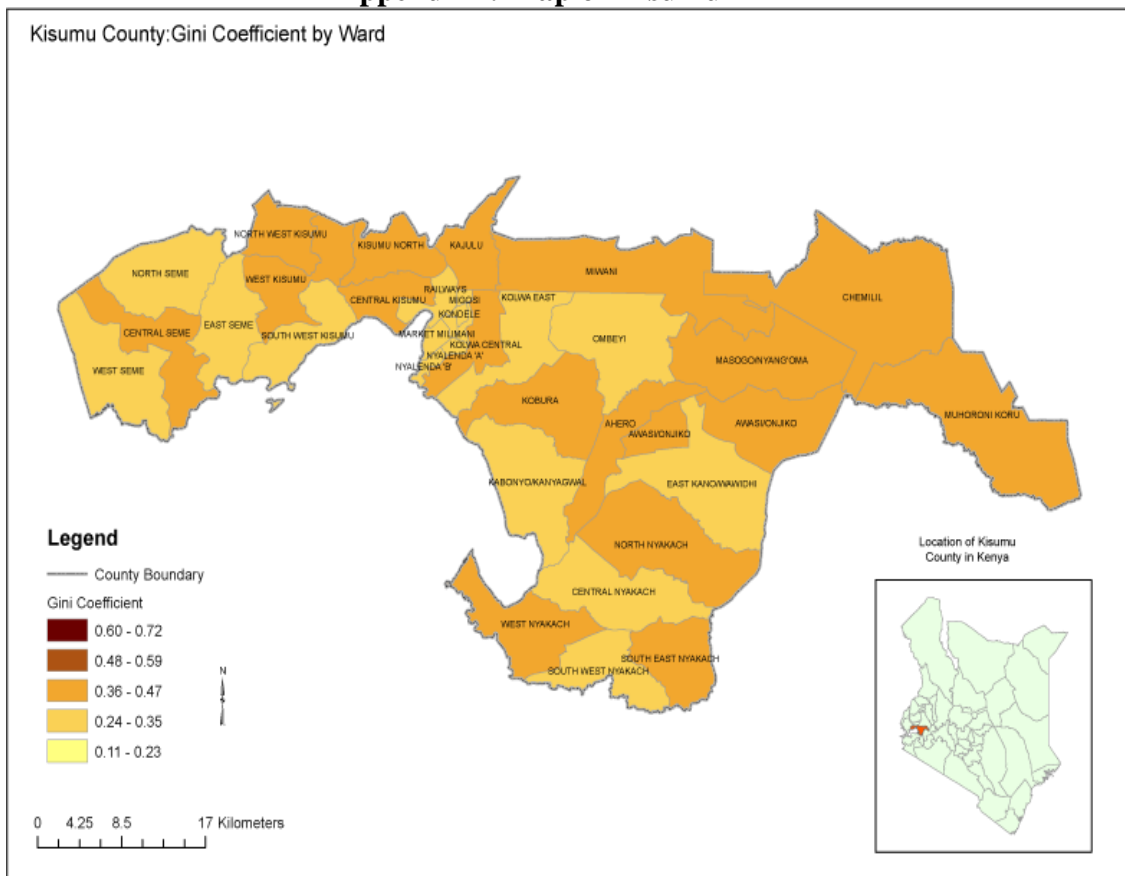 Kisumu County:Gini Coefficient by Ward
NORTH WEST KISUMU
KISUMU NORTH
KAJULU
NORTH SEME
WEST KISUMU
MIWANI
CHEMILIL
RAILWAYS
CENTRAL KISUMU
MIGOSI
KOLWA EAST
KONDELE
CENTRAL SEME
EAST SEME
SOUTH WEST KISUMU
MARKET MILIMANI
OMBEYI
KOLWA CENTRAL
NYALENDA 'A'
MASOGO/NYANG'OMA
WEST SEME
NYALENDA 'B'
KOBURA
MUHORONI KORU
AHERO
AWASI/ONJIKO
AWASI/ONJIKO
KABONYO/KANYAGWAL
EAST KANO/WAWIDHI
NORTH NYAKACH
CENTRAL NYAKACH
WEST NYAKACH
SOUTH EAST NYAKACH
SOUTH WEST NYAKACH
Legend
County Boundary
Gini Coefficient
0.60 - 0.72
0.48 - 0.59
0.36 - 0.47
0.24 - 0.35
0.11 - 0.23
N
0 4.25 8.5 17 Kilometers
Location of Kisumu
County in Kenya